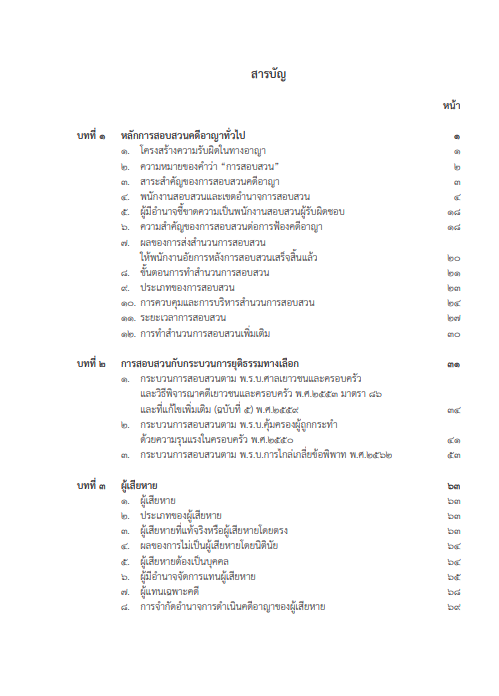 สารบัญ
หน้า
บทที่ ๑ หลักการสอบสวนคดีอาญาทั่วไป ๑
๑. โครงสร้างความรับผิดในทางอาญา ๑
๒. ความหมายของคำว่า “การสอบสวน” ๒
๓. สาระสำคัญของการสอบสวนคดีอาญา ๓
๔. พนักงานสอบสวนและเขตอำนาจการสอบสวน ๔
๕. ผู้มีอำนาจชี้ขาดความเป็นพนักงานสอบสวนผู้รับผิดชอบ ๑๘
๖. ความสำคัญของการสอบสวนต่อการฟ้องคดีอาญา ๑๘
๗. ผลของการส่งสำนวนการสอบสวน
ให้พนักงานอัยการหลังการสอบสวนเสร็จสิ้นแล้ว ๒๐
๘. ขั้นตอนการทำสำนวนการสอบสวน ๒๑
๙. ประเภทของการสอบสวน ๒๓
๑๐. การควบคุมและการบริหารสำนวนการสอบสวน ๒๔
๑๑. ระยะเวลาการสอบสวน ๒๗
๑๒. การทำสำนวนการสอบสวนเพิ่มเติม ๓๐
บทที่ ๒ การสอบสวนกับกระบวนการยุติธรรมทางเลือก ๓๑
๑. กระบวนการสอบสวนตาม พ.ร.บ.ศาลเยาวชนและครอบครัว
และวิธีพิจารณาคดีเยาวชนและครอบครัว พ.ศ.๒๕๕๓ มาตรา ๘๖
และที่แก้ไขเพิ่มเติม (ฉบับที่ ๕) พ.ศ.๒๕๕๙ ๓๔
๒. กระบวนการสอบสวนตาม พ.ร.บ.คุ้มครองผู้ถูกกระทำ
ด้วยความรุนแรงในครอบครัว พ.ศ.๒๕๕๐ ๔๑
๓. กระบวนการสอบสวนตาม พ.ร.บ.การไกล่เกลี่ยข้อพิพาท พ.ศ.๒๕๖๒ ๕๓
บทที่ ๓ ผู้เสียหาย ๖๓
๑. ผู้เสียหาย ๖๓
๒. ประเภทของผู้เสียหาย ๖๓
๓. ผู้เสียหายที่แท้จริงหรือผู้เสียหายโดยตรง ๖๓
๔. ผลของการไม่เป็นผู้เสียหายโดยนิตินัย ๖๔
๕. ผู้เสียหายต้องเป็นบุคคล ๖๔
๖. ผู้มีอำนาจจัดการแทนผู้เสียหาย ๖๕
๗. ผู้แทนเฉพาะคดี ๖๘
๘. การจำกัดอำนาจการดำเนินคดีอาญาของผู้เสียหาย ๖๙